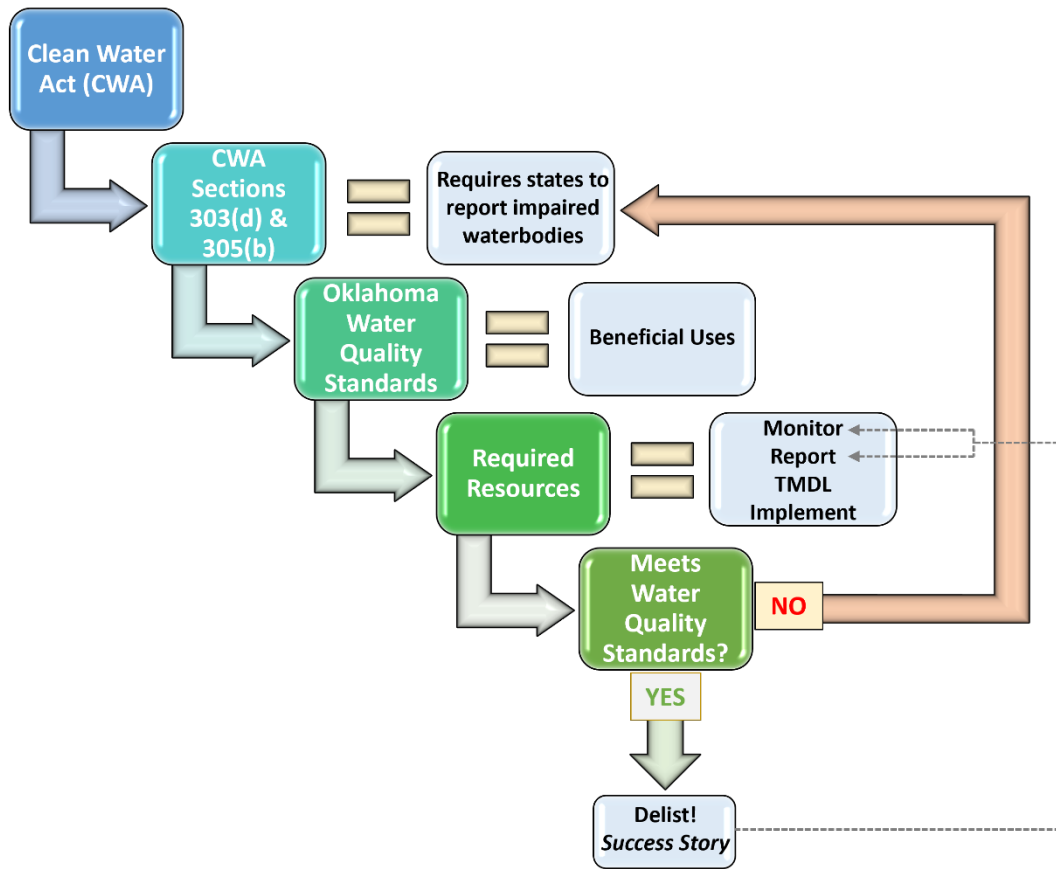 Clean Water
Act (CWA)
CWA
Sections
303(d) &
305(b)
Requires states to
report impaired
waterbodies
Oklahoma
Water
Quality
Standards
Beneficial Uses
Required
Resources
Monitor
Report
TMDL
Implement
Meets
Water
Quality
Standards?
NO
YES
Delist!
Success Story